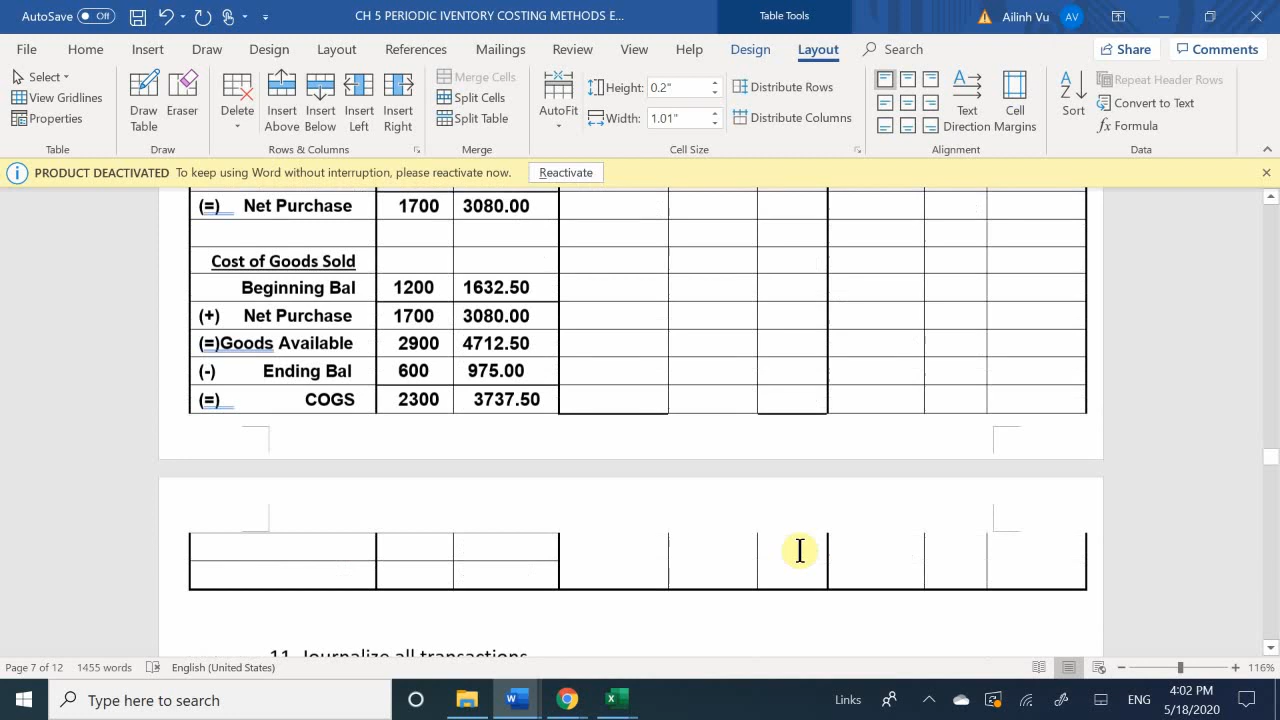 AutoSave Off CH 5 PERIODIC IVENTORY COSTING METHODS E... Table Tools Ailinh Vu AV
File Home Insert Draw Design Layout References Mailings Review View Help Design Layout Search Share Comments
Select
View Gridlines
Properties
Table
Draw Table
Eraser
Draw
Delete
Insert Above
Insert Below
Insert Left
Insert Right
Rows & Columns
Merge Cells
Split Cells
Split Table
Merge
AutoFit
Height: 0.2"
Width: 1.01"
Distribute Rows
Distribute Columns
Cell Size
Text Direction
Cell Margins
Alignment
Sort
Repeat Header Rows
Convert to Text
fx Formula
Data
PRODUCT DEACTIVATED To keep using Word without interruption, please reactivate now. Reactivate
(=) Net Purchase 1700 3080.00
Cost of Goods Sold
Beginning Bal 1200 1632.50
(+) Net Purchase 1700 3080.00
(=)Goods Available 2900 4712.50
(-) Ending Bal 600 975.00
(=) COGS 2300 3737.50
11. Journalize all transactions
Page 7 of 12 1455 words English (United States) 116%
Type here to search Links ENG 4:02 PM
5/18/2020